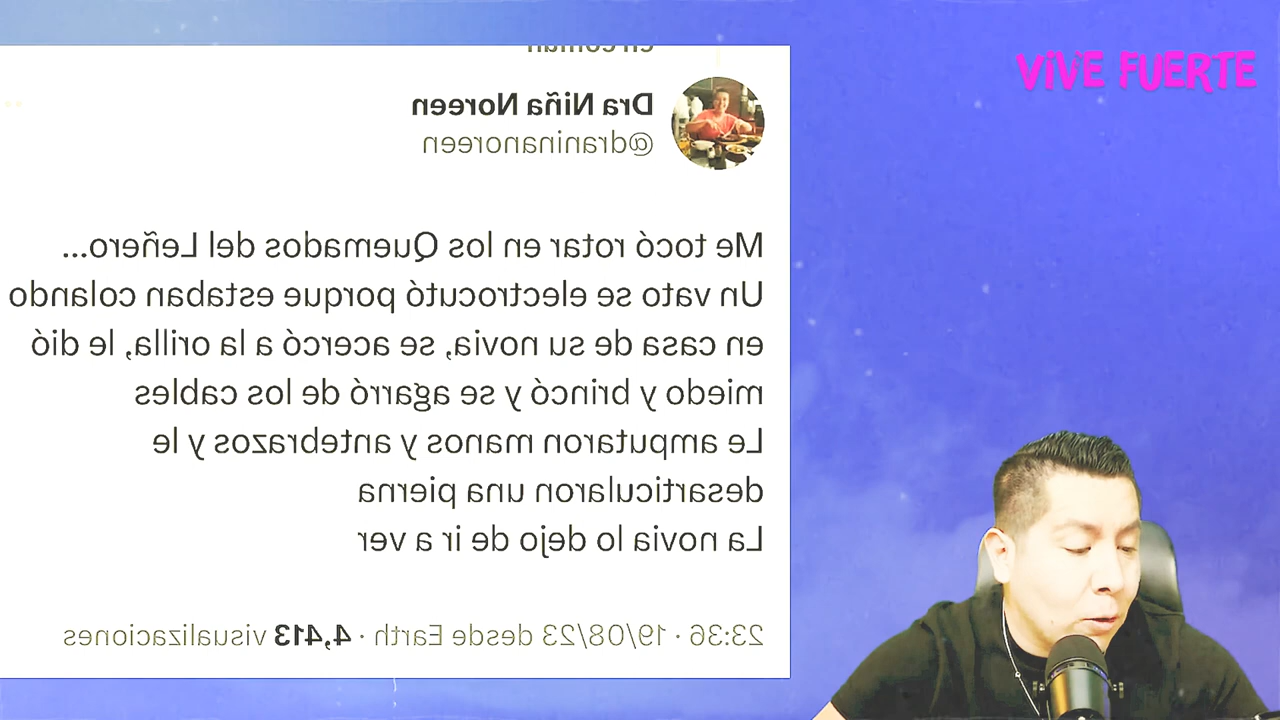 en coman
Dra Niña Noreen
@draninanoreen
VIVE FUERTE
Me tocó rotar en los Quemados del Leñero...
Un vato se electrocutó porque estaban colando
en casa de su novia, se acercó a la orilla, le dió
miedo y brincó y se agarró de los cables
Le amputaron manos y antebrazos y le
desarticularon una pierna
La novia lo dejo de ir a ver
23:36 · 19/08/23 desde Earth · 4,413 visualizaciones